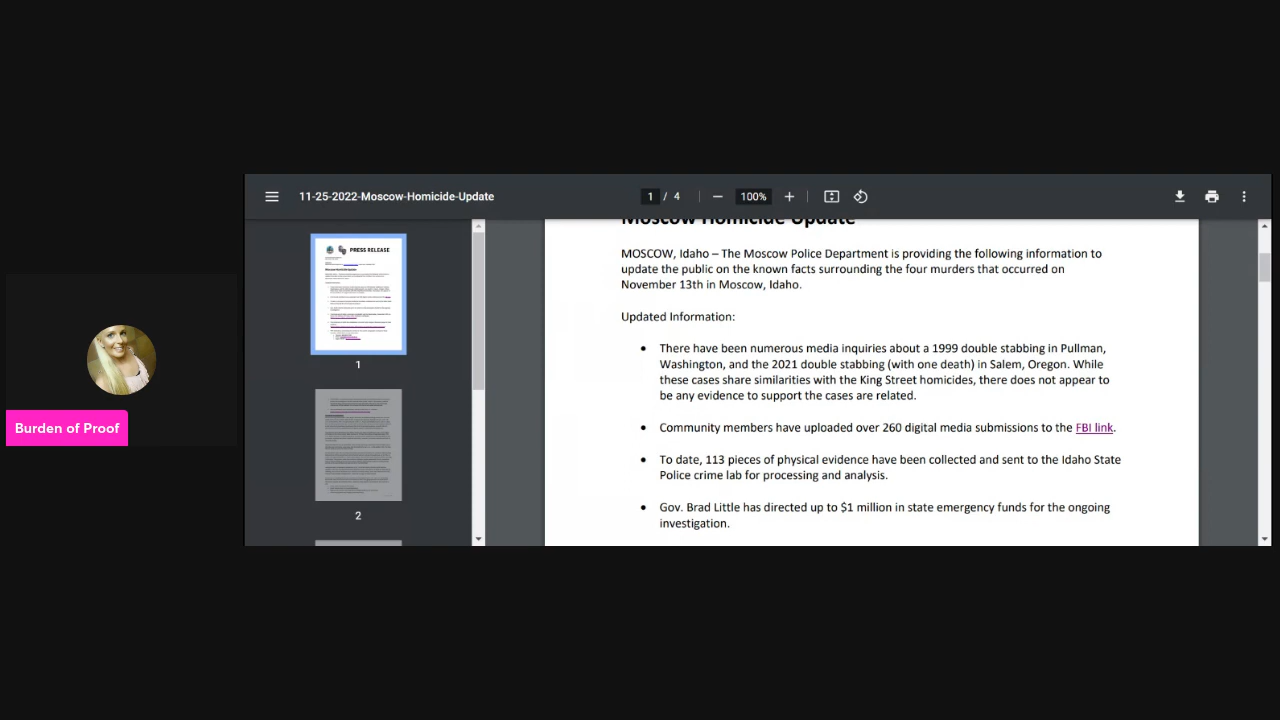 11-25-2022-Moscow-Homicide-Update
1 / 4
100%
PRESS RELEASE
1
2
Moscow Homicide Update
MOSCOW, Idaho – The Moscow Police Department is providing the following information to
update the public on the known facts surrounding the four murders that occurred on
November 13th in Moscow, Idaho.
Updated Information:
• There have been numerous media inquiries about a 1999 double stabbing in Pullman,
Washington, and the 2021 double stabbing (with one death) in Salem, Oregon. While
these cases share similarities with the King Street homicides, there does not appear to
be any evidence to support the cases are related.
• Community members have uploaded over 260 digital media submissions to the FBI link.
• To date, 113 pieces of physical evidence have been collected and sent to the Idaho State
Police crime lab for processing and analysis.
• Gov. Brad Little has directed up to $1 million in state emergency funds for the ongoing
investigation.
Burden of Proof